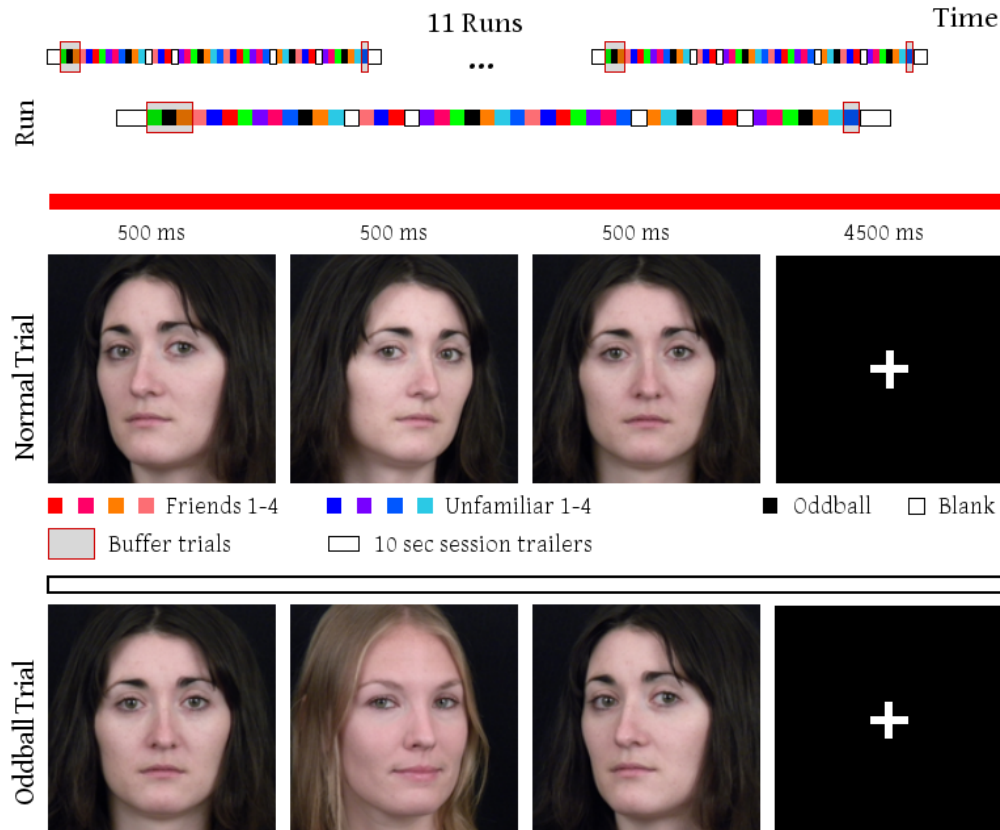 11 Runs
Time
...
Run
500 ms
500 ms
500 ms
4500 ms
Normal Trial
Friends 1-4
Unfamiliar 1-4
Oddball
Blank
Buffer trials
10 sec session trailers
Oddball Trial